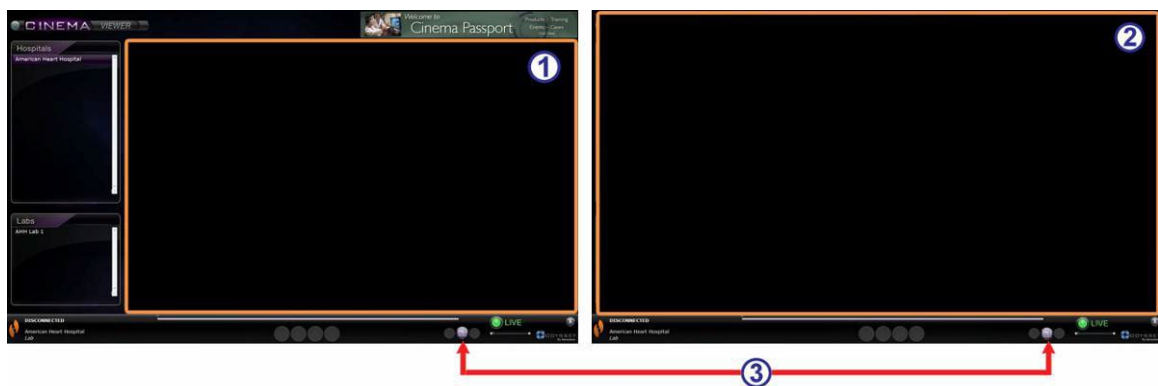 CINEMA VIEWER
Welcome to
Cinema Passport
Products | Training
Events | Cases
Hospitals
American Heart Hospital
Labs
AHH Lab 1
DISCONNECTED
American Heart Hospital
Lab
LIVE
ODYSSEY
1
2
DISCONNECTED
American Heart Hospital
Lab
LIVE
ODYSSEY
3